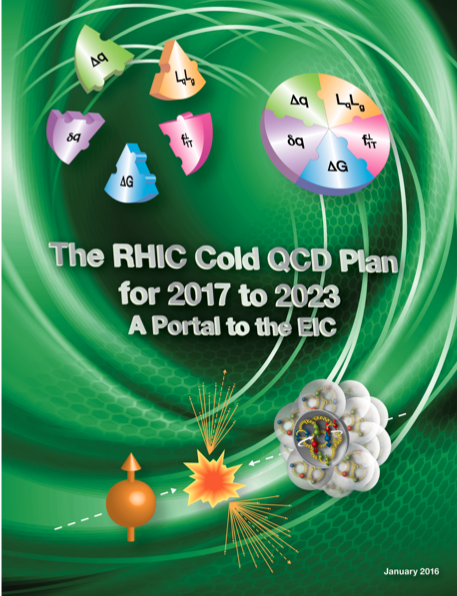 Δq
LqLg
δq
f⊥1T
ΔG
Δq
LqLg
δq
f⊥1T
ΔG
The RHIC Cold QCD Plan
for 2017 to 2023
A Portal to the EIC
January 2016